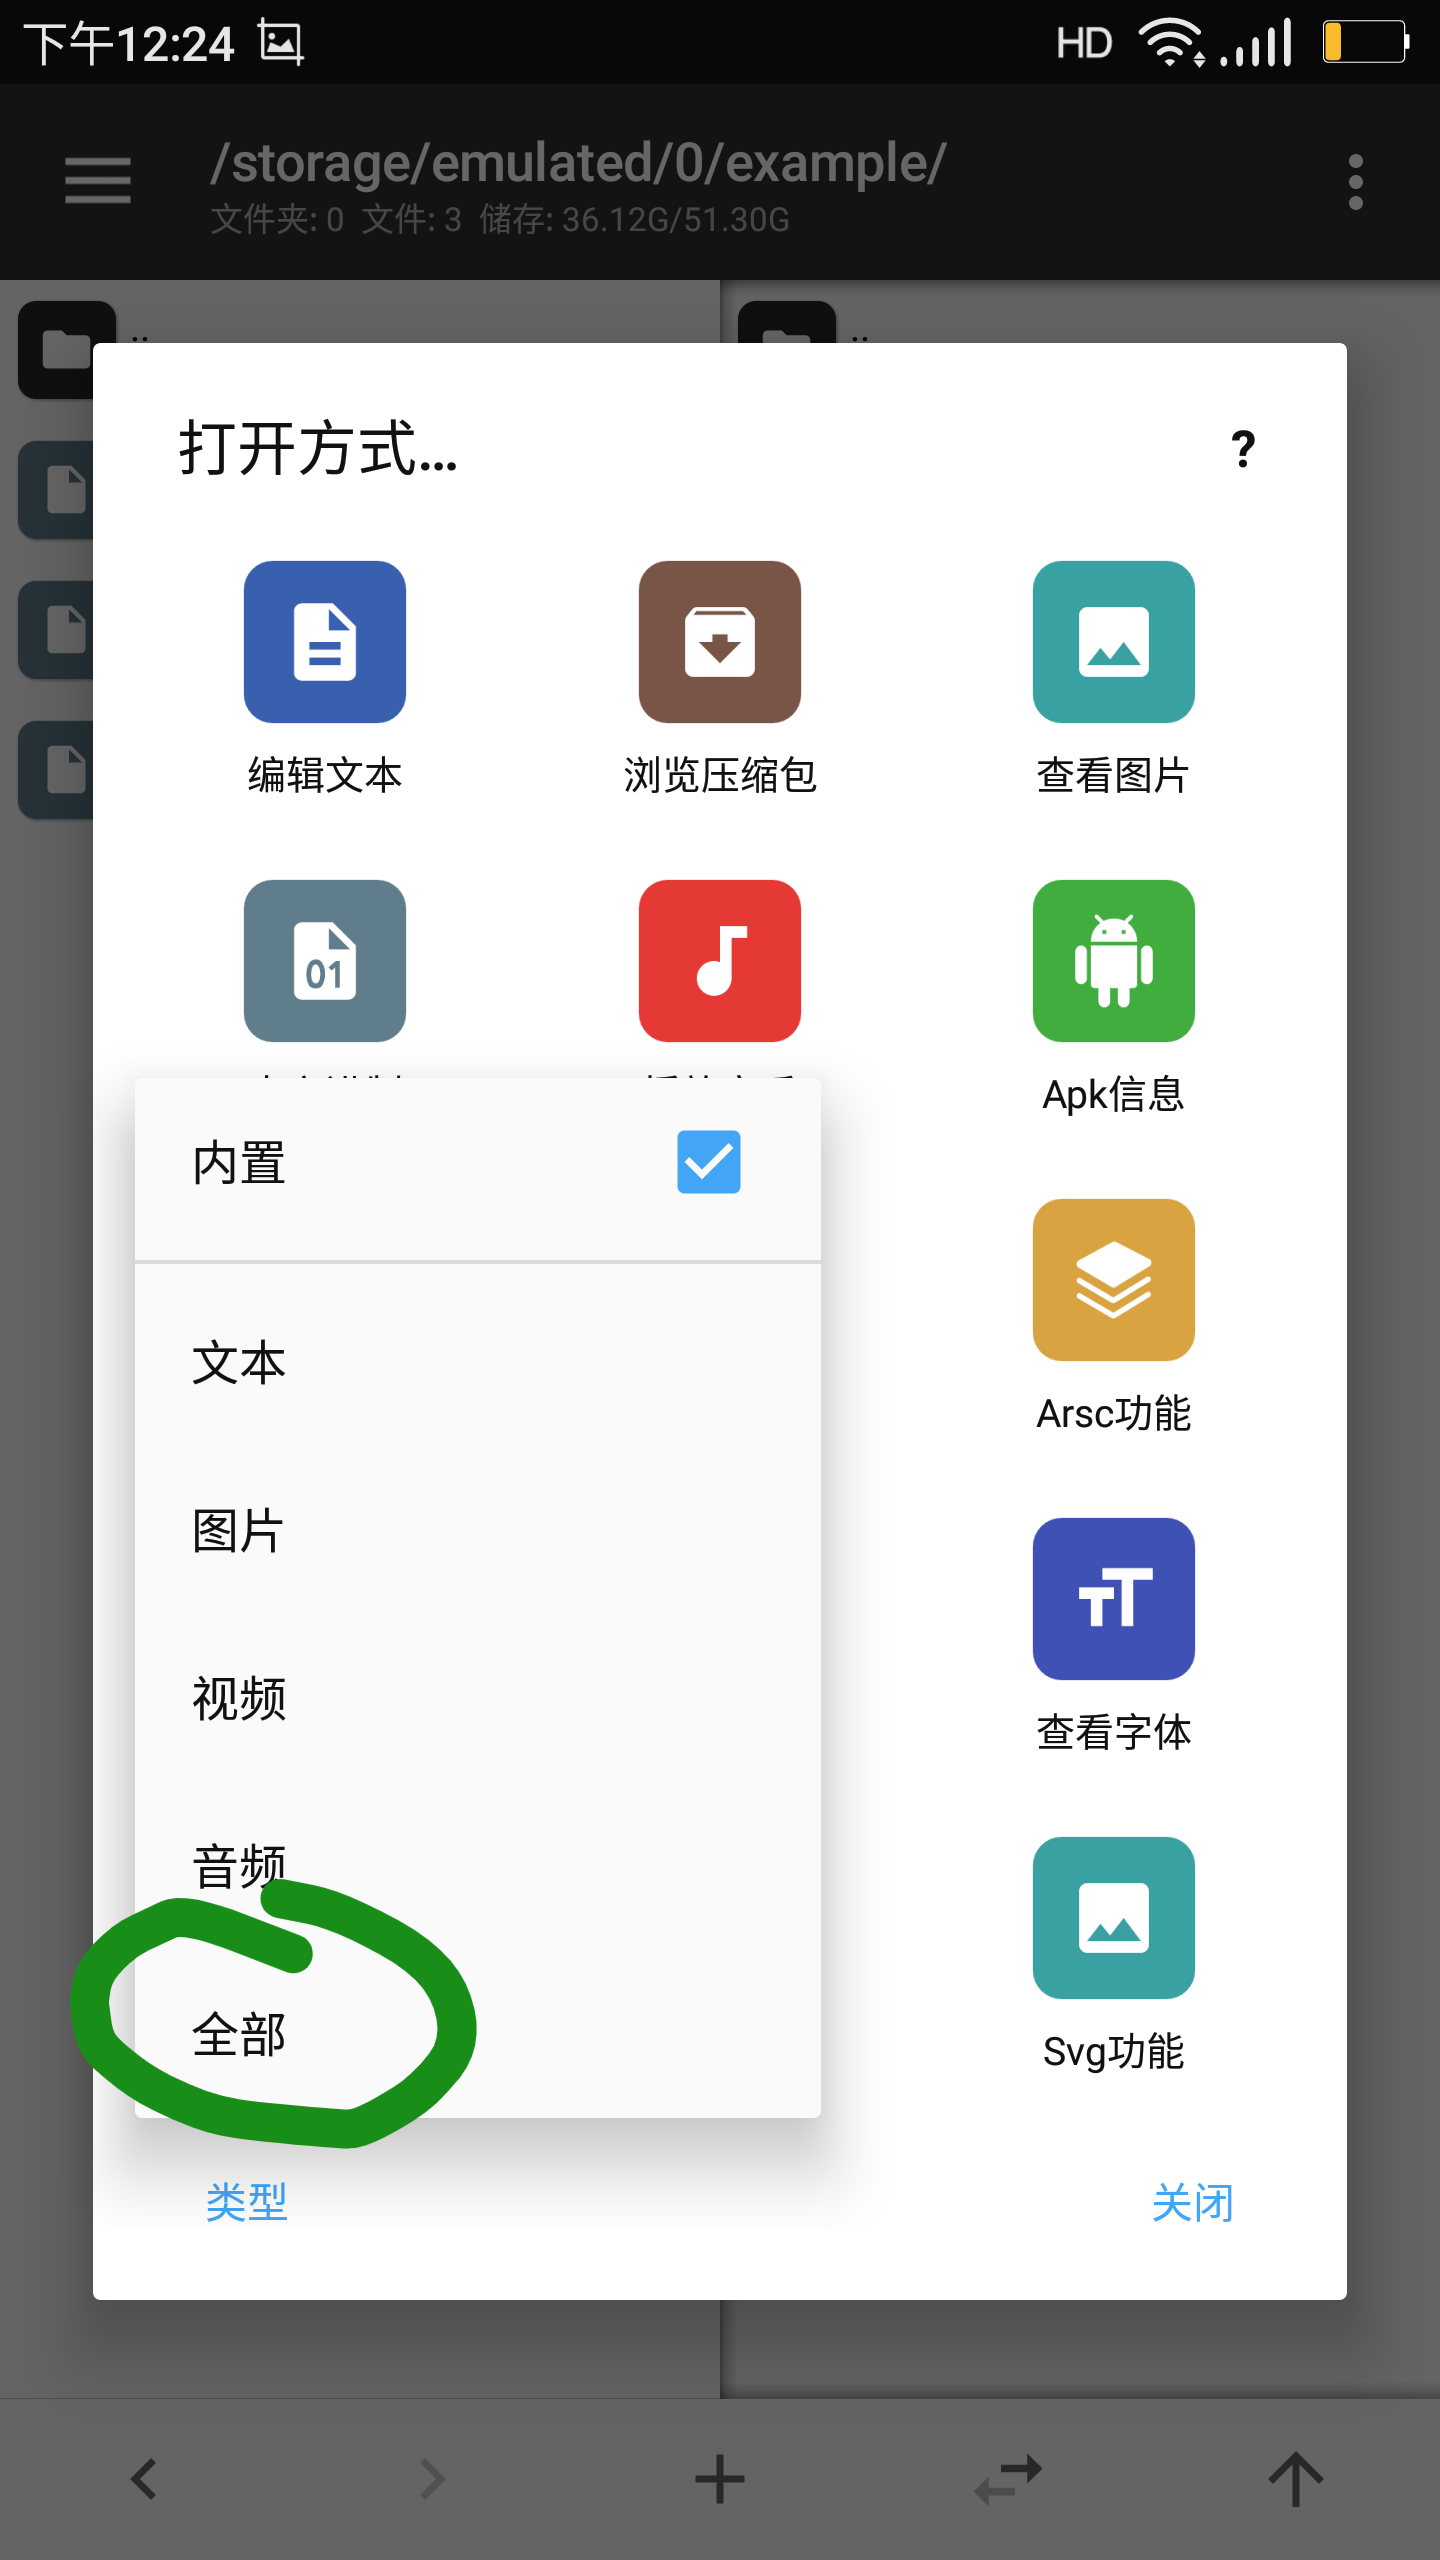 下午12:24 HD
/storage/emulated/0/example/
文件夹: 0 文件: 3 储存: 36.12G/51.30G
..
..
打开方式...
?
编辑文本 浏览压缩包 查看图片
01
Apk信息
内置
文本
Arsc功能
图片
视频
查看字体
音频
全部
Svg功能
类型 关闭